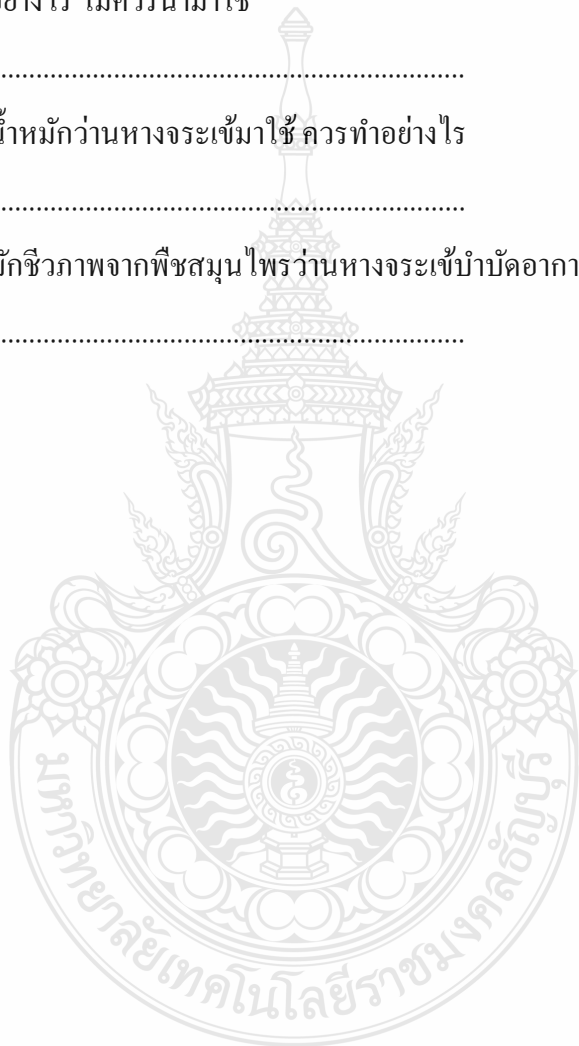 อย่างไร ไม่ควรนำมาใช้
........................................................................
น้ำหมักว่านหางจระเข้มาใช้ ควรทำอย่างไร
........................................................................
มักชีวภาพจากพืชสมุนไพรว่านหางจระเข้บำบัดอากา
........................................................................
มหาวิทยาลัยเทคโนโลยีราชมงคลธัญบุรี